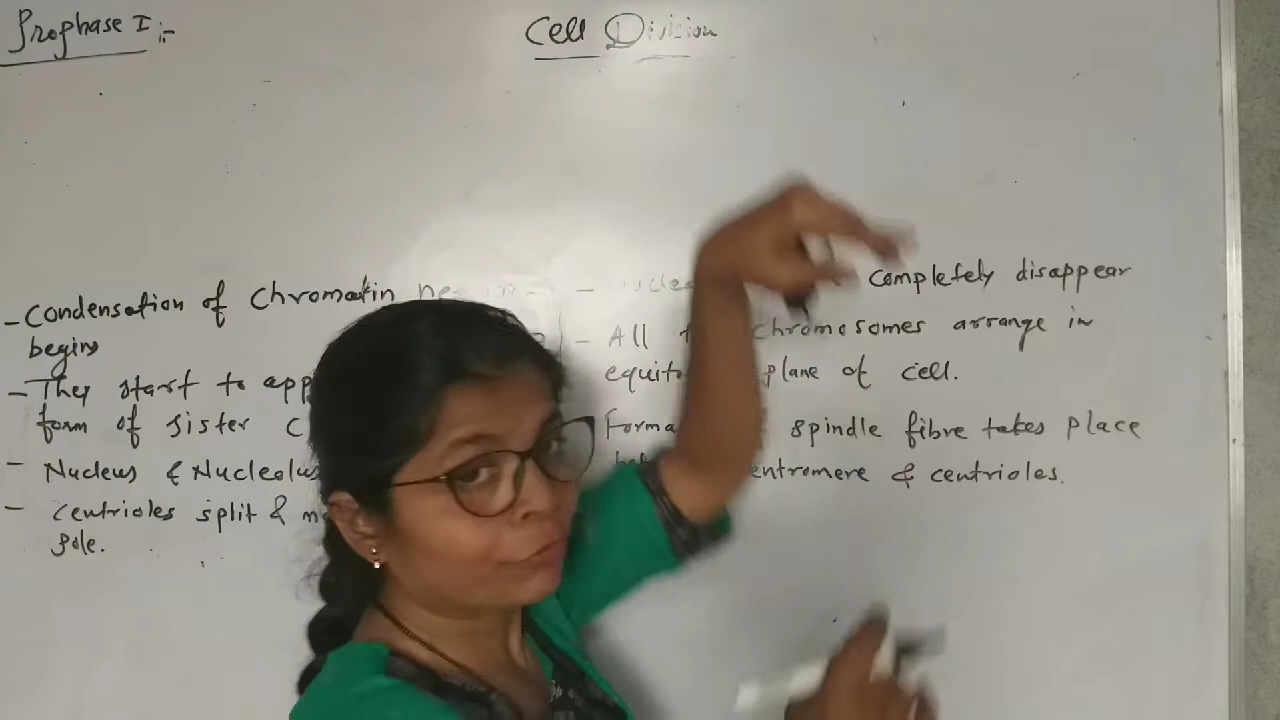 Prophase I :-
Cell Division
- Condensation of Chromatin
begins
- They start to app
form of sister C
- Nucleus & Nucleolus
- centrioles split & m
pole.
- completely disappear
- All chromosomes arrange in
equito plane of cell.
Forma spindle fibre takes place
entromere & centrioles.